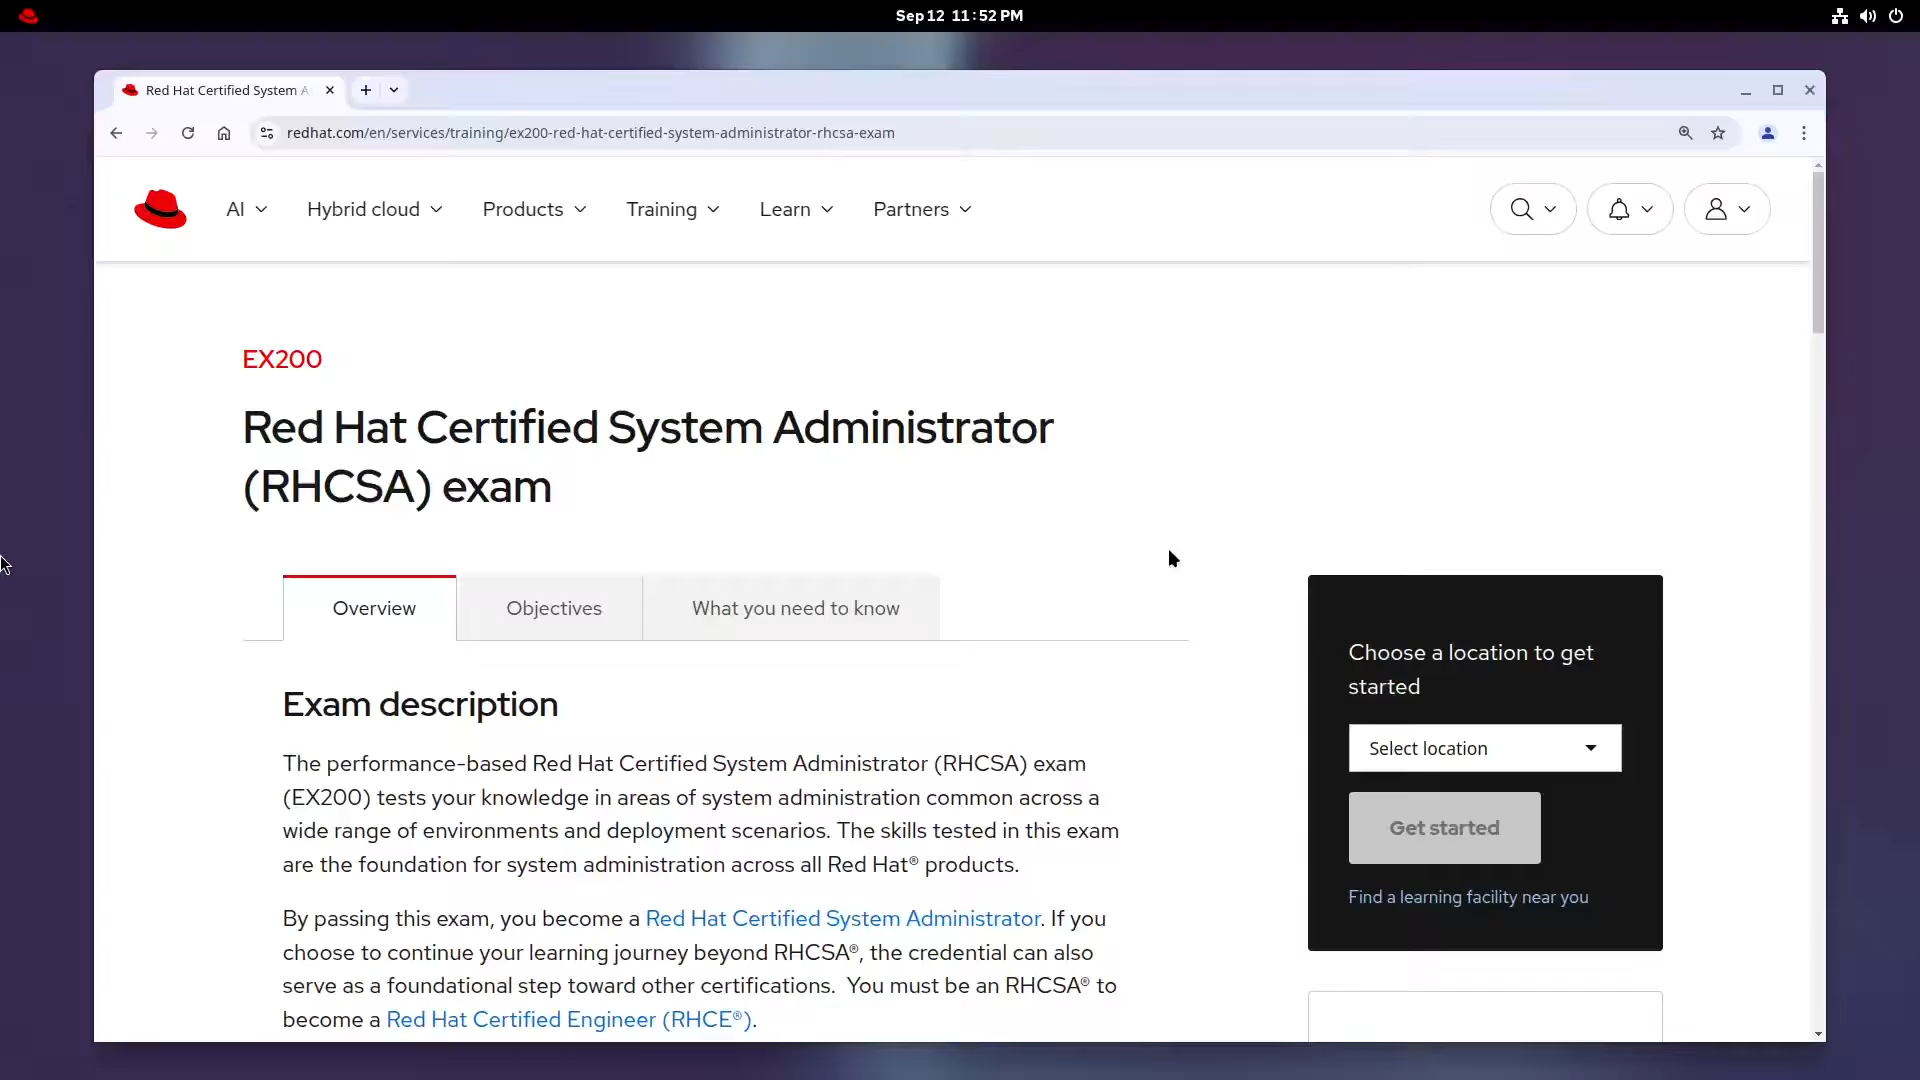 Sep 12 11:52 PM
Red Hat Certified System A
redhat.com/en/services/training/ex200-red-hat-certified-system-administrator-rhcsa-exam
AI Hybrid cloud Products Training Learn Partners
EX200
Red Hat Certified System Administrator
(RHCSA) exam
Overview Objectives What you need to know
Exam description
The performance-based Red Hat Certified System Administrator (RHCSA) exam
(EX200) tests your knowledge in areas of system administration common across a
wide range of environments and deployment scenarios. The skills tested in this exam
are the foundation for system administration across all Red Hat® products.
By passing this exam, you become a Red Hat Certified System Administrator. If you
choose to continue your learning journey beyond RHCSA®, the credential can also
serve as a foundational step toward other certifications.  You must be an RHCSA® to
become a Red Hat Certified Engineer (RHCE®).
Choose a location to get
started
Select location
Get started
Find a learning facility near you